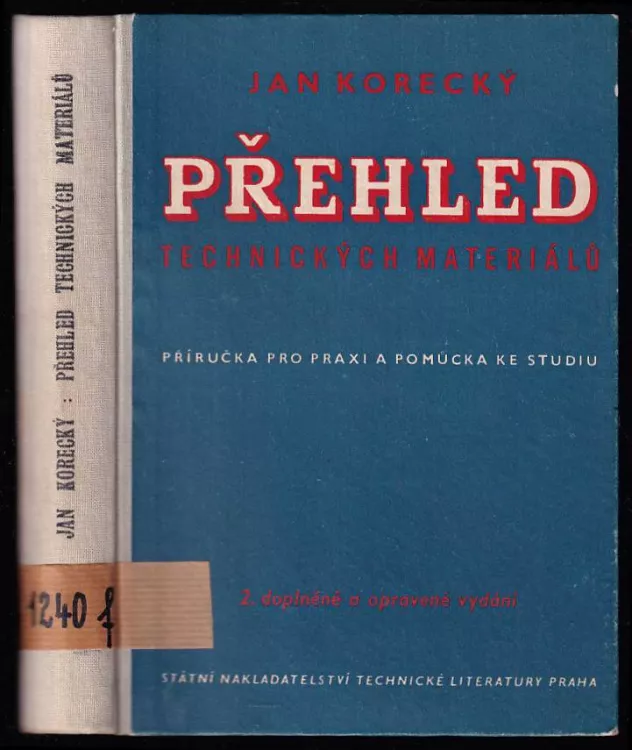 JAN KORECKÝ : PŘEHLED TECHNICKÝCH MATERIÁLŮ
1240 f
JAN KORECKÝ
PŘEHLED
TECHNICKÝCH MATERIÁLŮ
PŘÍRUČKA PRO PRAXI A POMŮCKA KE STUDIU
2. doplněné a opravené vydání
STÁTNÍ NAKLADATELSTVÍ TECHNICKÉ LITERATURY PRAHA